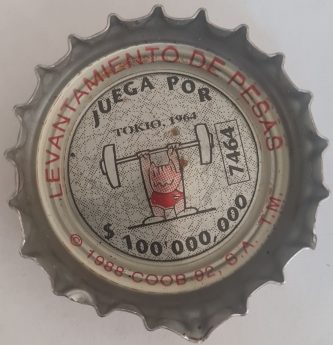 LEVANTAMIENTO DE PESAS
JUEGA POR
TOKIO, 1964
7464
$ 100'000,000
© 1988 COOB 92, S.A. T.M.